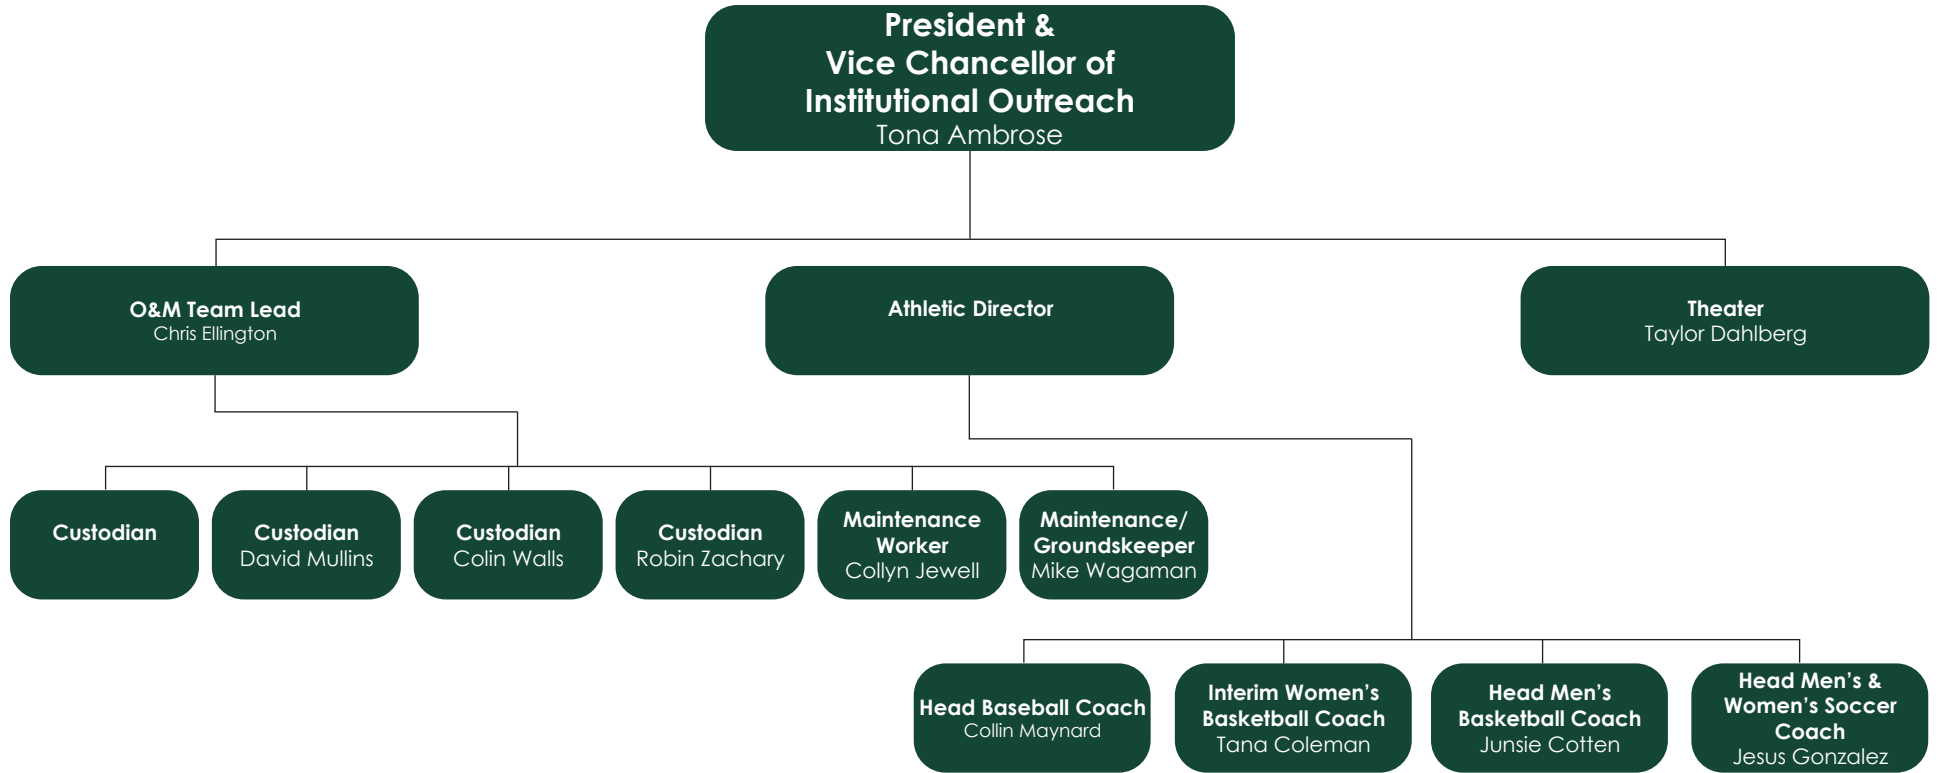 President &
Vice Chancellor of
Institutional Outreach
Tona Ambrose
O&M Team Lead
Chris Ellington
Athletic Director
Theater
Taylor Dahlberg
Custodian
Custodian
David Mullins
Custodian
Colin Walls
Custodian
Robin Zachary
Maintenance
Worker
Collyn Jewell
Maintenance/
Groundskeeper
Mike Wagaman
Head Baseball Coach
Collin Maynard
Interim Women’s
Basketball Coach
Tana Coleman
Head Men’s
Basketball Coach
Junsie Cotten
Head Men’s &
Women’s Soccer
Coach
Jesus Gonzalez